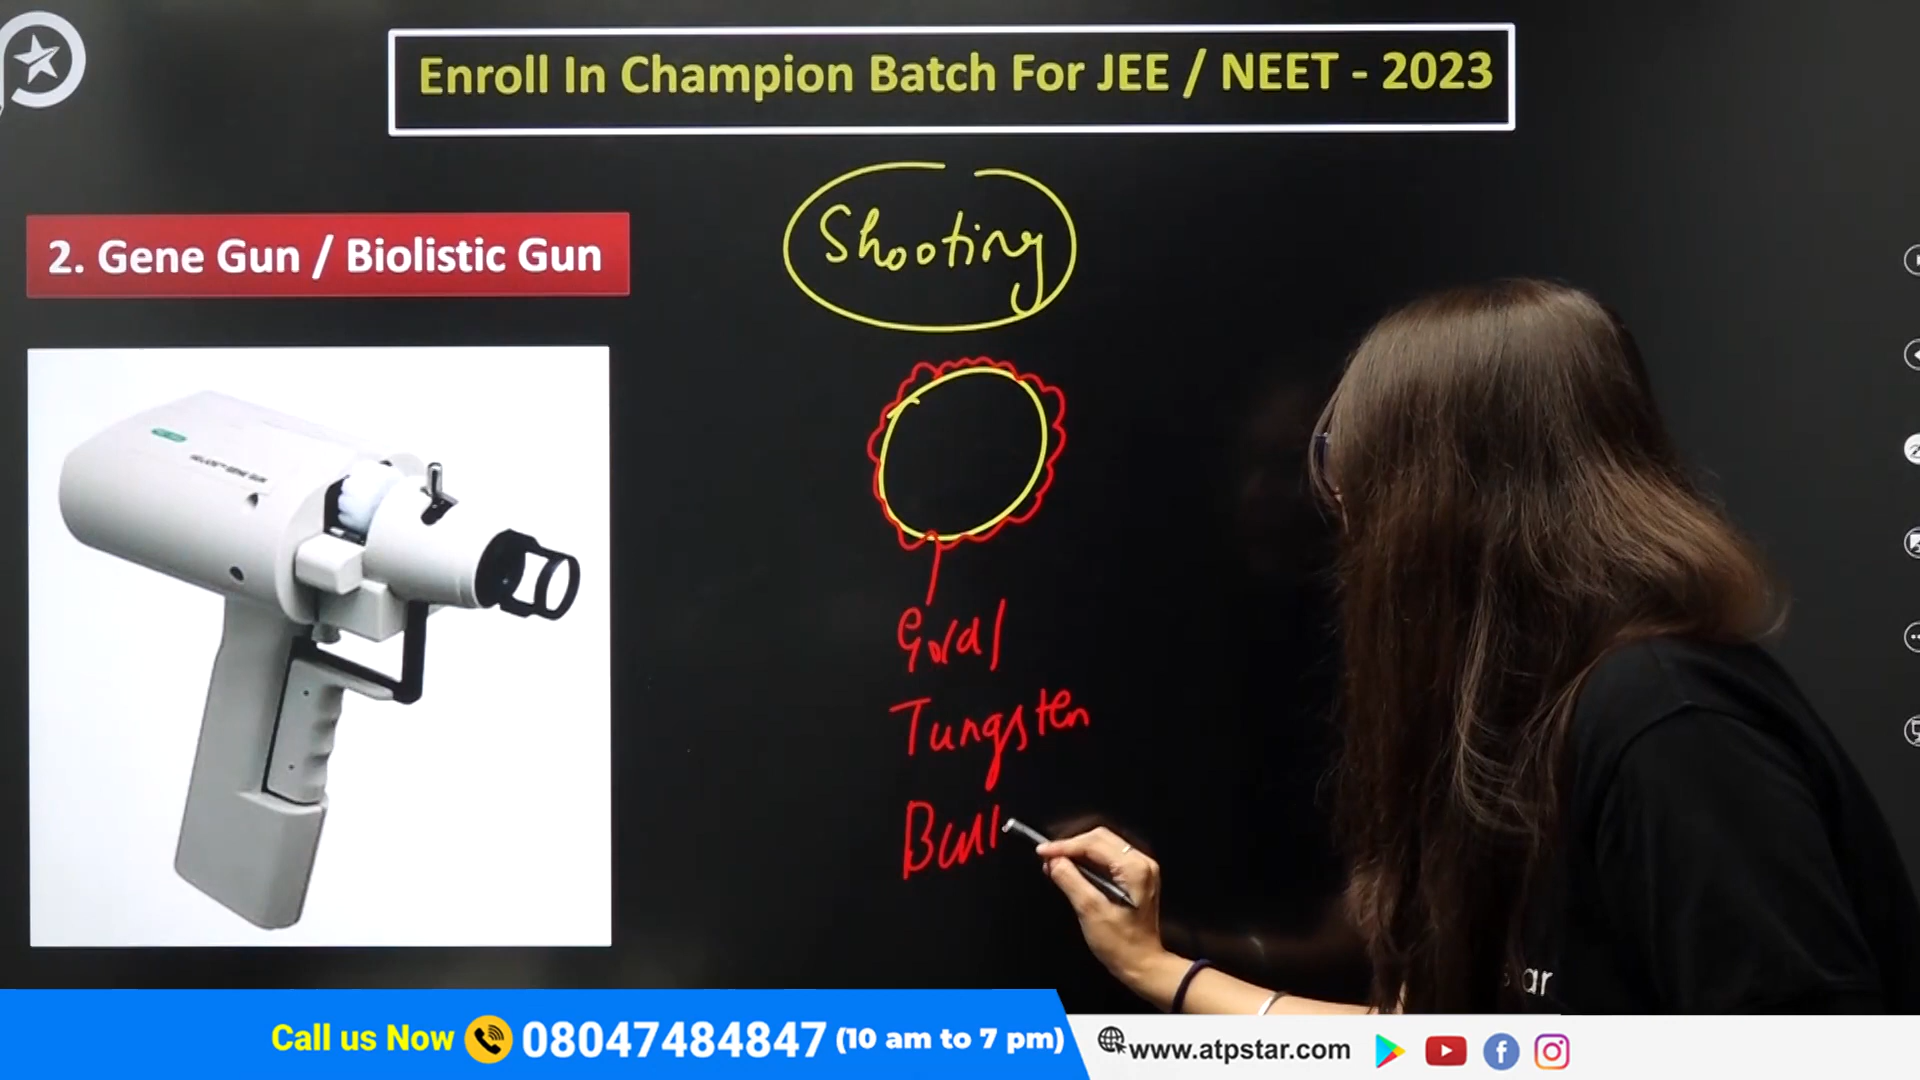 Enroll In Champion Batch For JEE / NEET - 2023
Shooting
2. Gene Gun / Biolistic Gun
Gold
Tungsten
Bull
ar
Call us Now 08047484847 (10 am to 7 pm)
www.atpstar.com